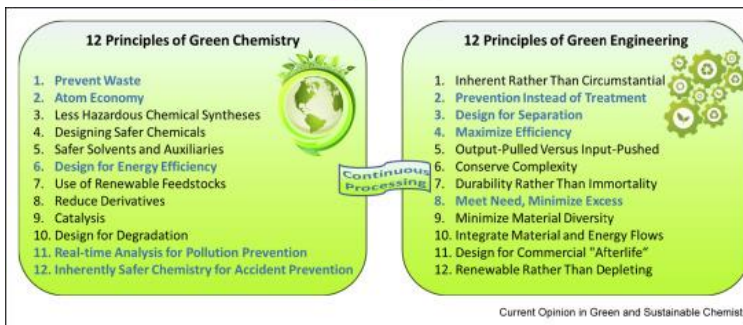 12 Principles of Green Chemistry
1. Prevent Waste
2. Atom Economy
3. Less Hazardous Chemical Syntheses
4. Designing Safer Chemicals
5. Safer Solvents and Auxiliaries
6. Design for Energy Efficiency
7. Use of Renewable Feedstocks
8. Reduce Derivatives
9. Catalysis
10. Design for Degradation
11. Real-time Analysis for Pollution Prevention
12. Inherently Safer Chemistry for Accident Prevention
Continuous
Processing
12 Principles of Green Engineering
1. Inherent Rather Than Circumstantial
2. Prevention Instead of Treatment
3. Design for Separation
4. Maximize Efficiency
5. Output-Pulled Versus Input-Pushed
6. Conserve Complexity
7. Durability Rather Than Immortality
8. Meet Need, Minimize Excess
9. Minimize Material Diversity
10. Integrate Material and Energy Flows
11. Design for Commercial "Afterlife"
12. Renewable Rather Than Depleting
Current Opinion in Green and Sustainable Chemist